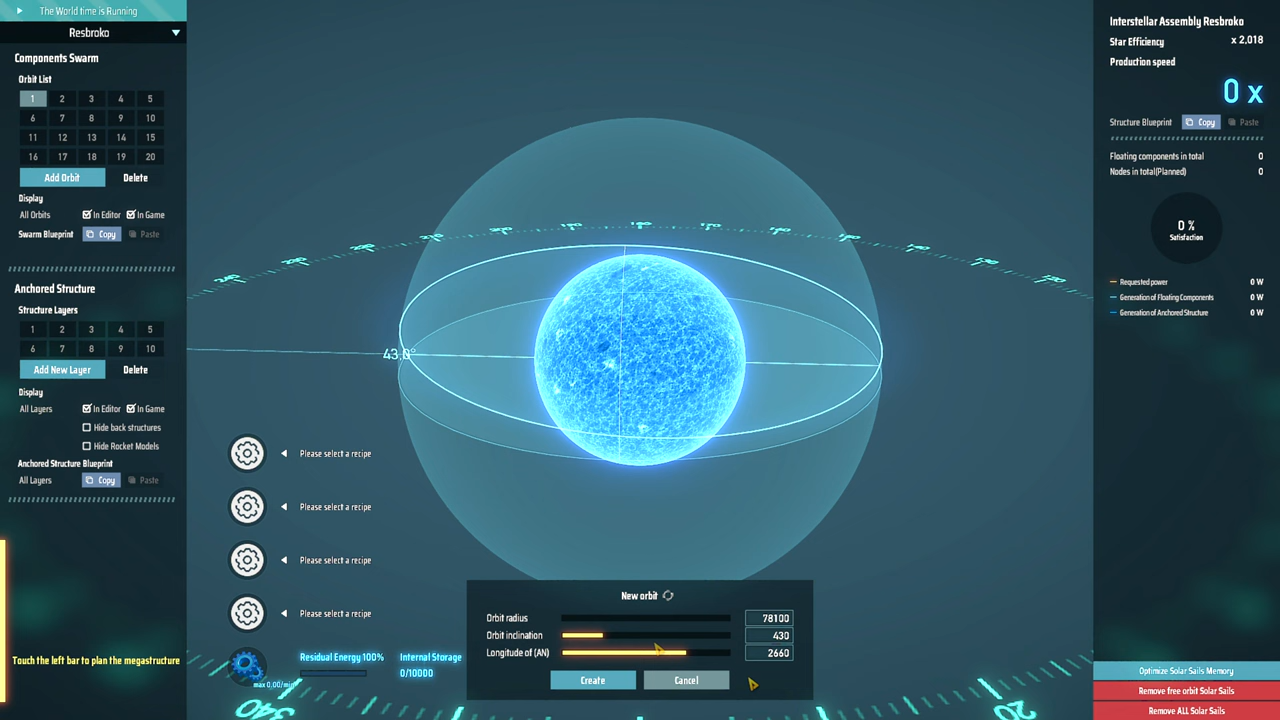 The World time is Running
Resbroko
Components Swarm
Orbit List
1 2 3 4 5
6 7 8 9 10
11 12 13 14 15
16 17 18 19 20
Add Orbit Delete
Display
All Orbits In Editor In Game
Swarm Blueprint Copy Paste
Anchored Structure
Structure Layers
1 2 3 4 5
6 7 8 9 10
Add New Layer Delete
Display
All Layers In Editor In Game
Hide back structures
Hide Rocket Models
Anchored Structure Blueprint
All Layers Copy Paste
Touch the left bar to plan the megastructure
43.0°
Please select a recipe
Please select a recipe
Please select a recipe
Please select a recipe
Residual Energy 100% Internal Storage
0/10000
max 0.00/min
340
20
New orbit
Orbit radius 78100
Orbit inclination 430
Longitude of (AN) 2660
Create Cancel
Interstellar Assembly Resbroko
Star Efficiency x 2,018
Production speed
0 x
Structure Blueprint Copy Paste
Floating components in total 0
Nodes in total(Planned) 0
0 %
Satisfaction
Requested power 0 W
Generation of Floating Components 0 W
Generation of Anchored Structure 0 W
Optimize Solar Sails Memory
Remove free orbit Solar Sails
Remove ALL Solar Sails